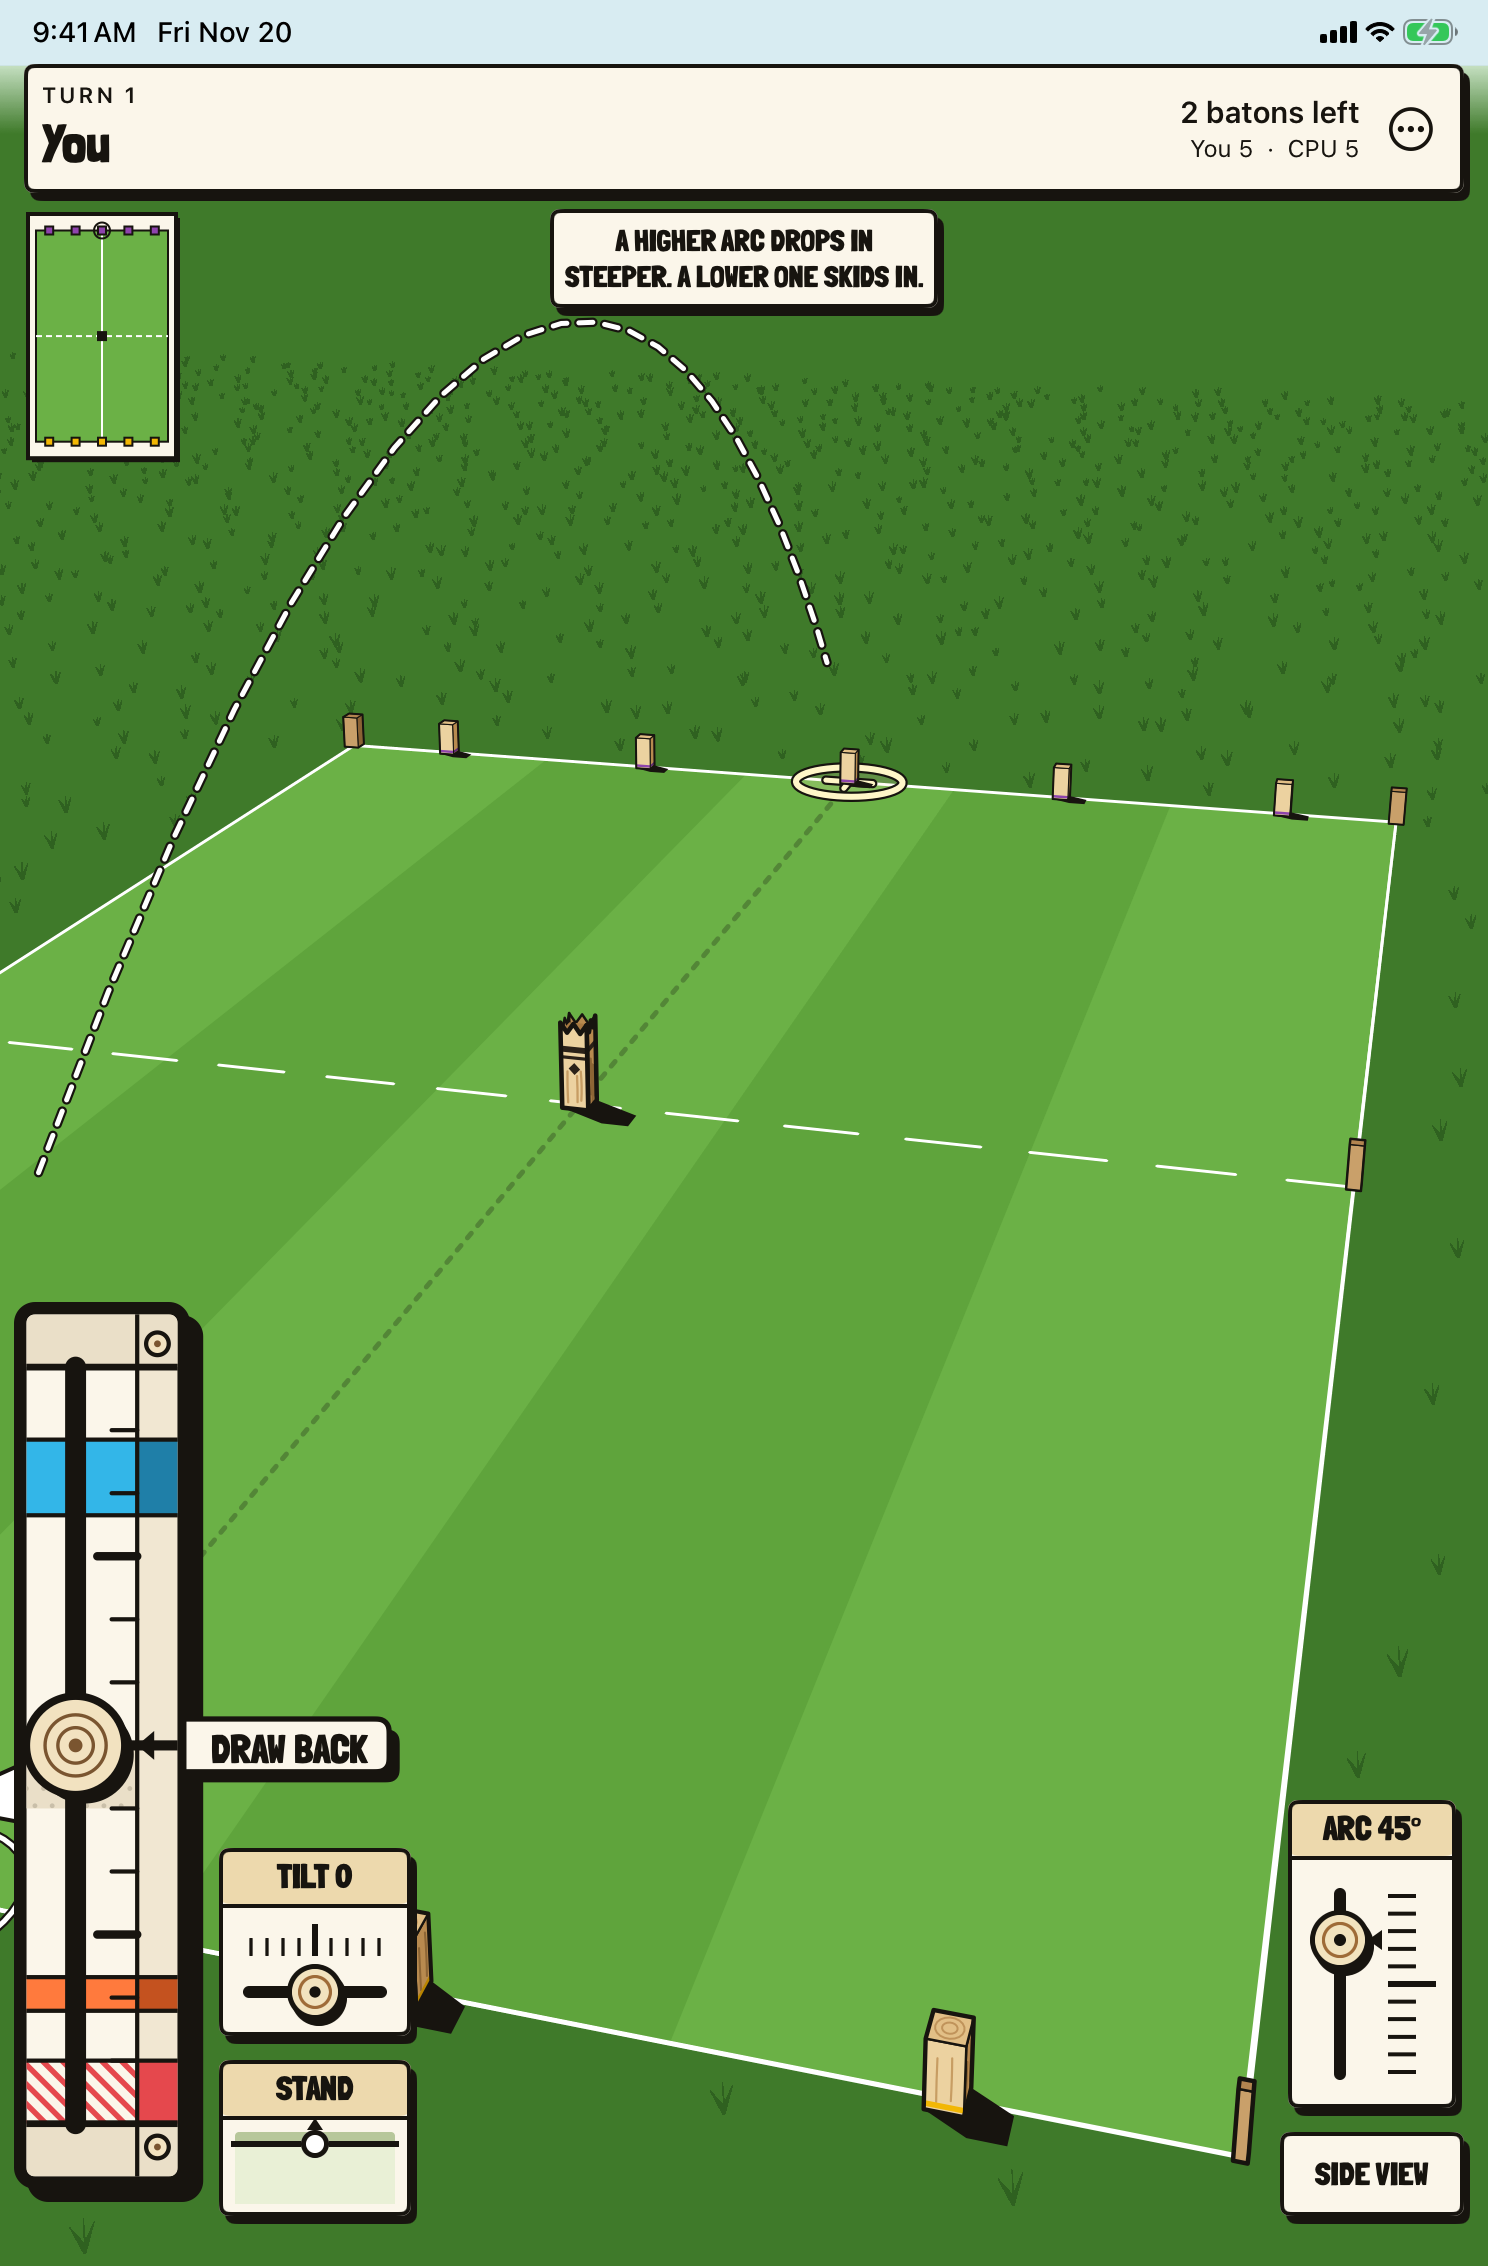 9:41 AM Fri Nov 20
TURN 1
You
2 batons left
You 5 · CPU 5
A HIGHER ARC DROPS IN
STEEPER. A LOWER ONE SKIDS IN.
DRAW BACK
TILT 0
STAND
ARC 45°
SIDE VIEW